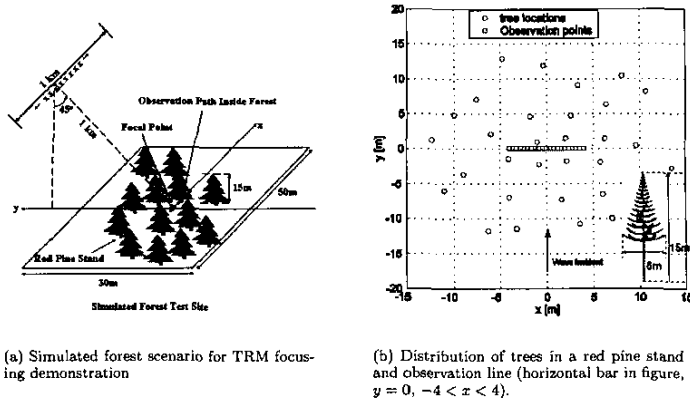 1 km
45°
1 km
Observation Path Inside Forest
Focal Point
x
15m
50m
y
Red Pine Stand
30m
Simulated Forest Test Site
(a) Simulated forest scenario for TRM focus-
ing demonstration
20
15
10
5
0
-5
-10
-15
-20
y [m]
tree locations
Observation points
Wave Incident
15m
6m
-15
-10
-5
0
5
10
15
x [m]
(b) Distribution of trees in a red pine stand
and observation line (horizontal bar in figure,
y = 0, −4 < x < 4).